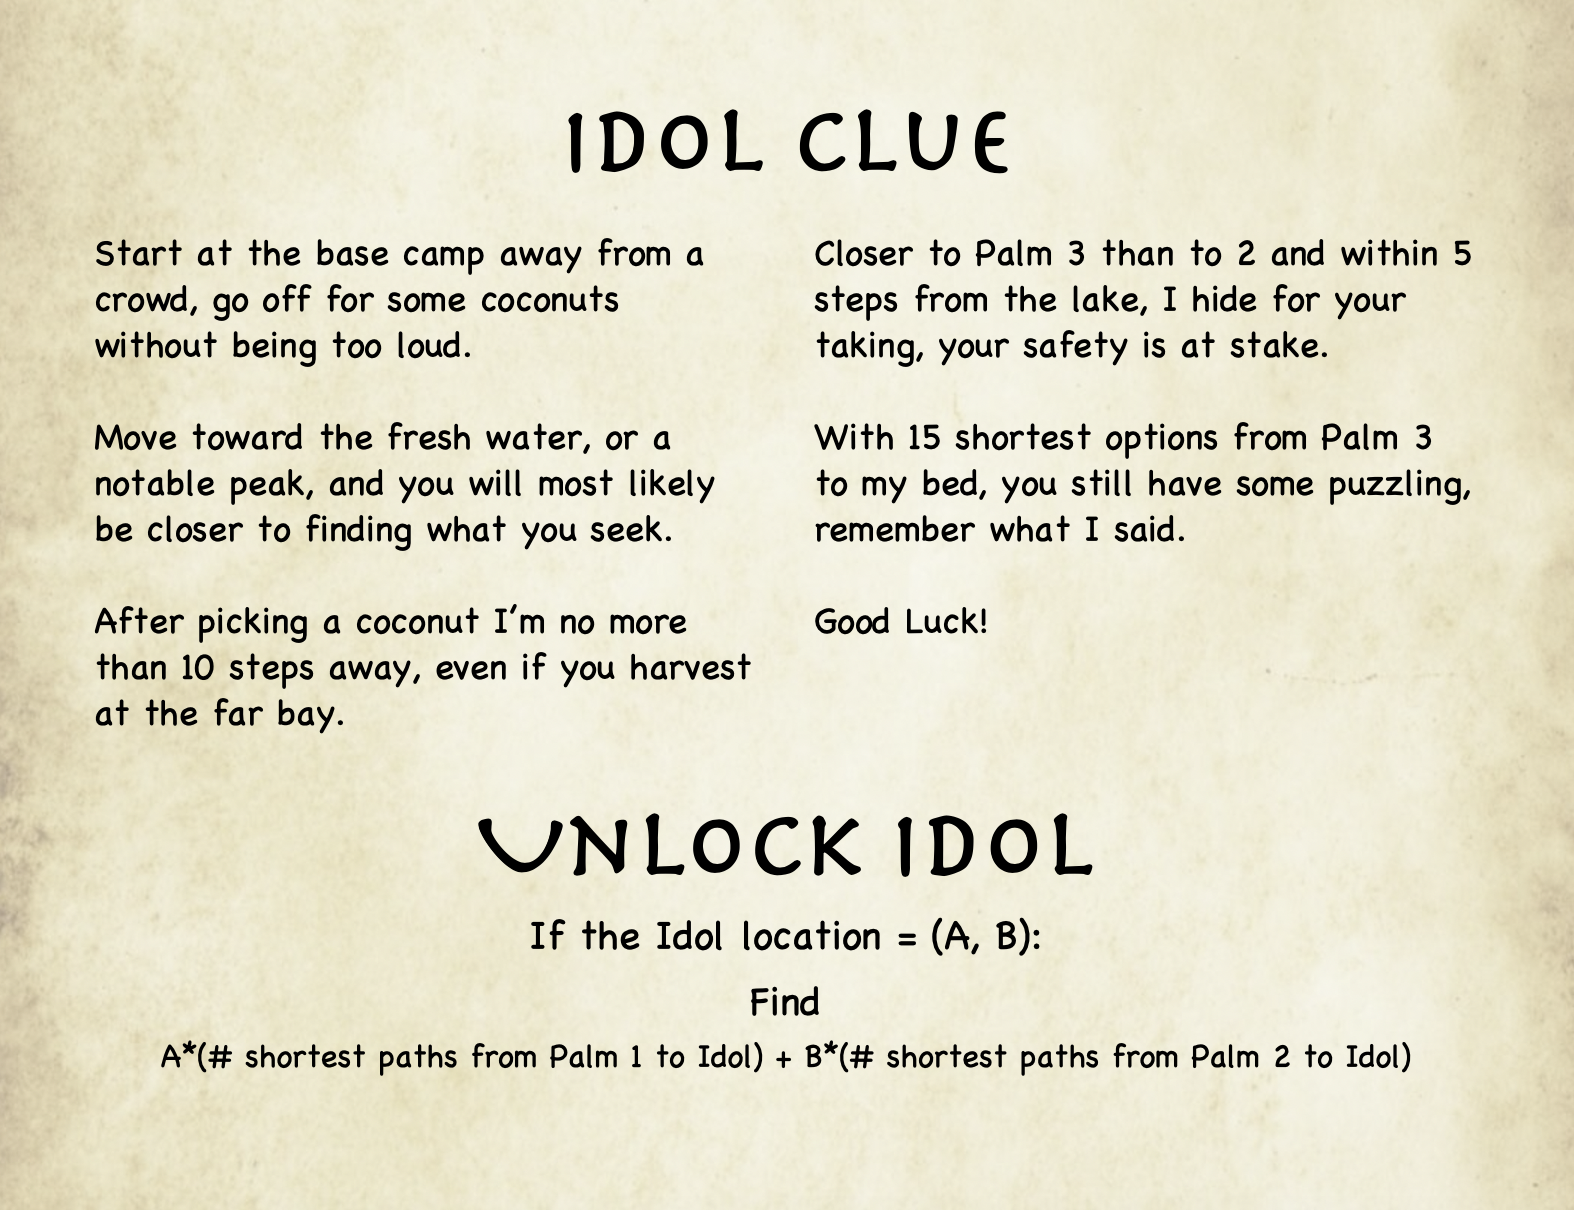 IDOL CLUE
Start at the base camp away from a
crowd, go off for some coconuts
without being too loud.
Move toward the fresh water, or a
notable peak, and you will most likely
be closer to finding what you seek.
After picking a coconut I'm no more
than 10 steps away, even if you harvest
at the far bay.
Closer to Palm 3 than to 2 and within 5
steps from the lake, I hide for your
taking, your safety is at stake.
With 15 shortest options from Palm 3
to my bed, you still have some puzzling,
remember what I said.
Good Luck!
UNLOCK IDOL
If the Idol location = (A, B):
Find
A*(# shortest paths from Palm 1 to Idol) + B*(# shortest paths from Palm 2 to Idol)